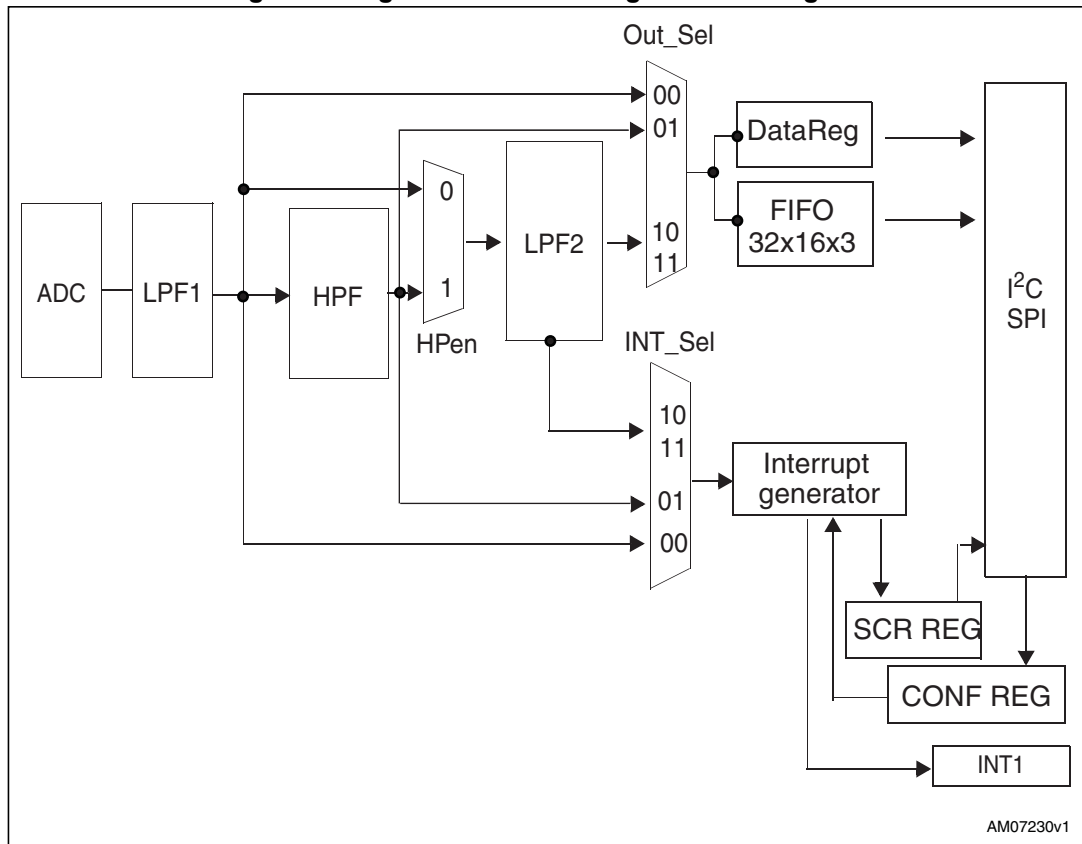 Out_Sel
00
01
DataReg
0
FIFO
32x16x3
10
11
ADC
LPF1
HPF
1
LPF2
I²C
SPI
HPen
INT_Sel
10
11
Interrupt
generator
01
00
SCR REG
CONF REG
INT1
AM07230v1